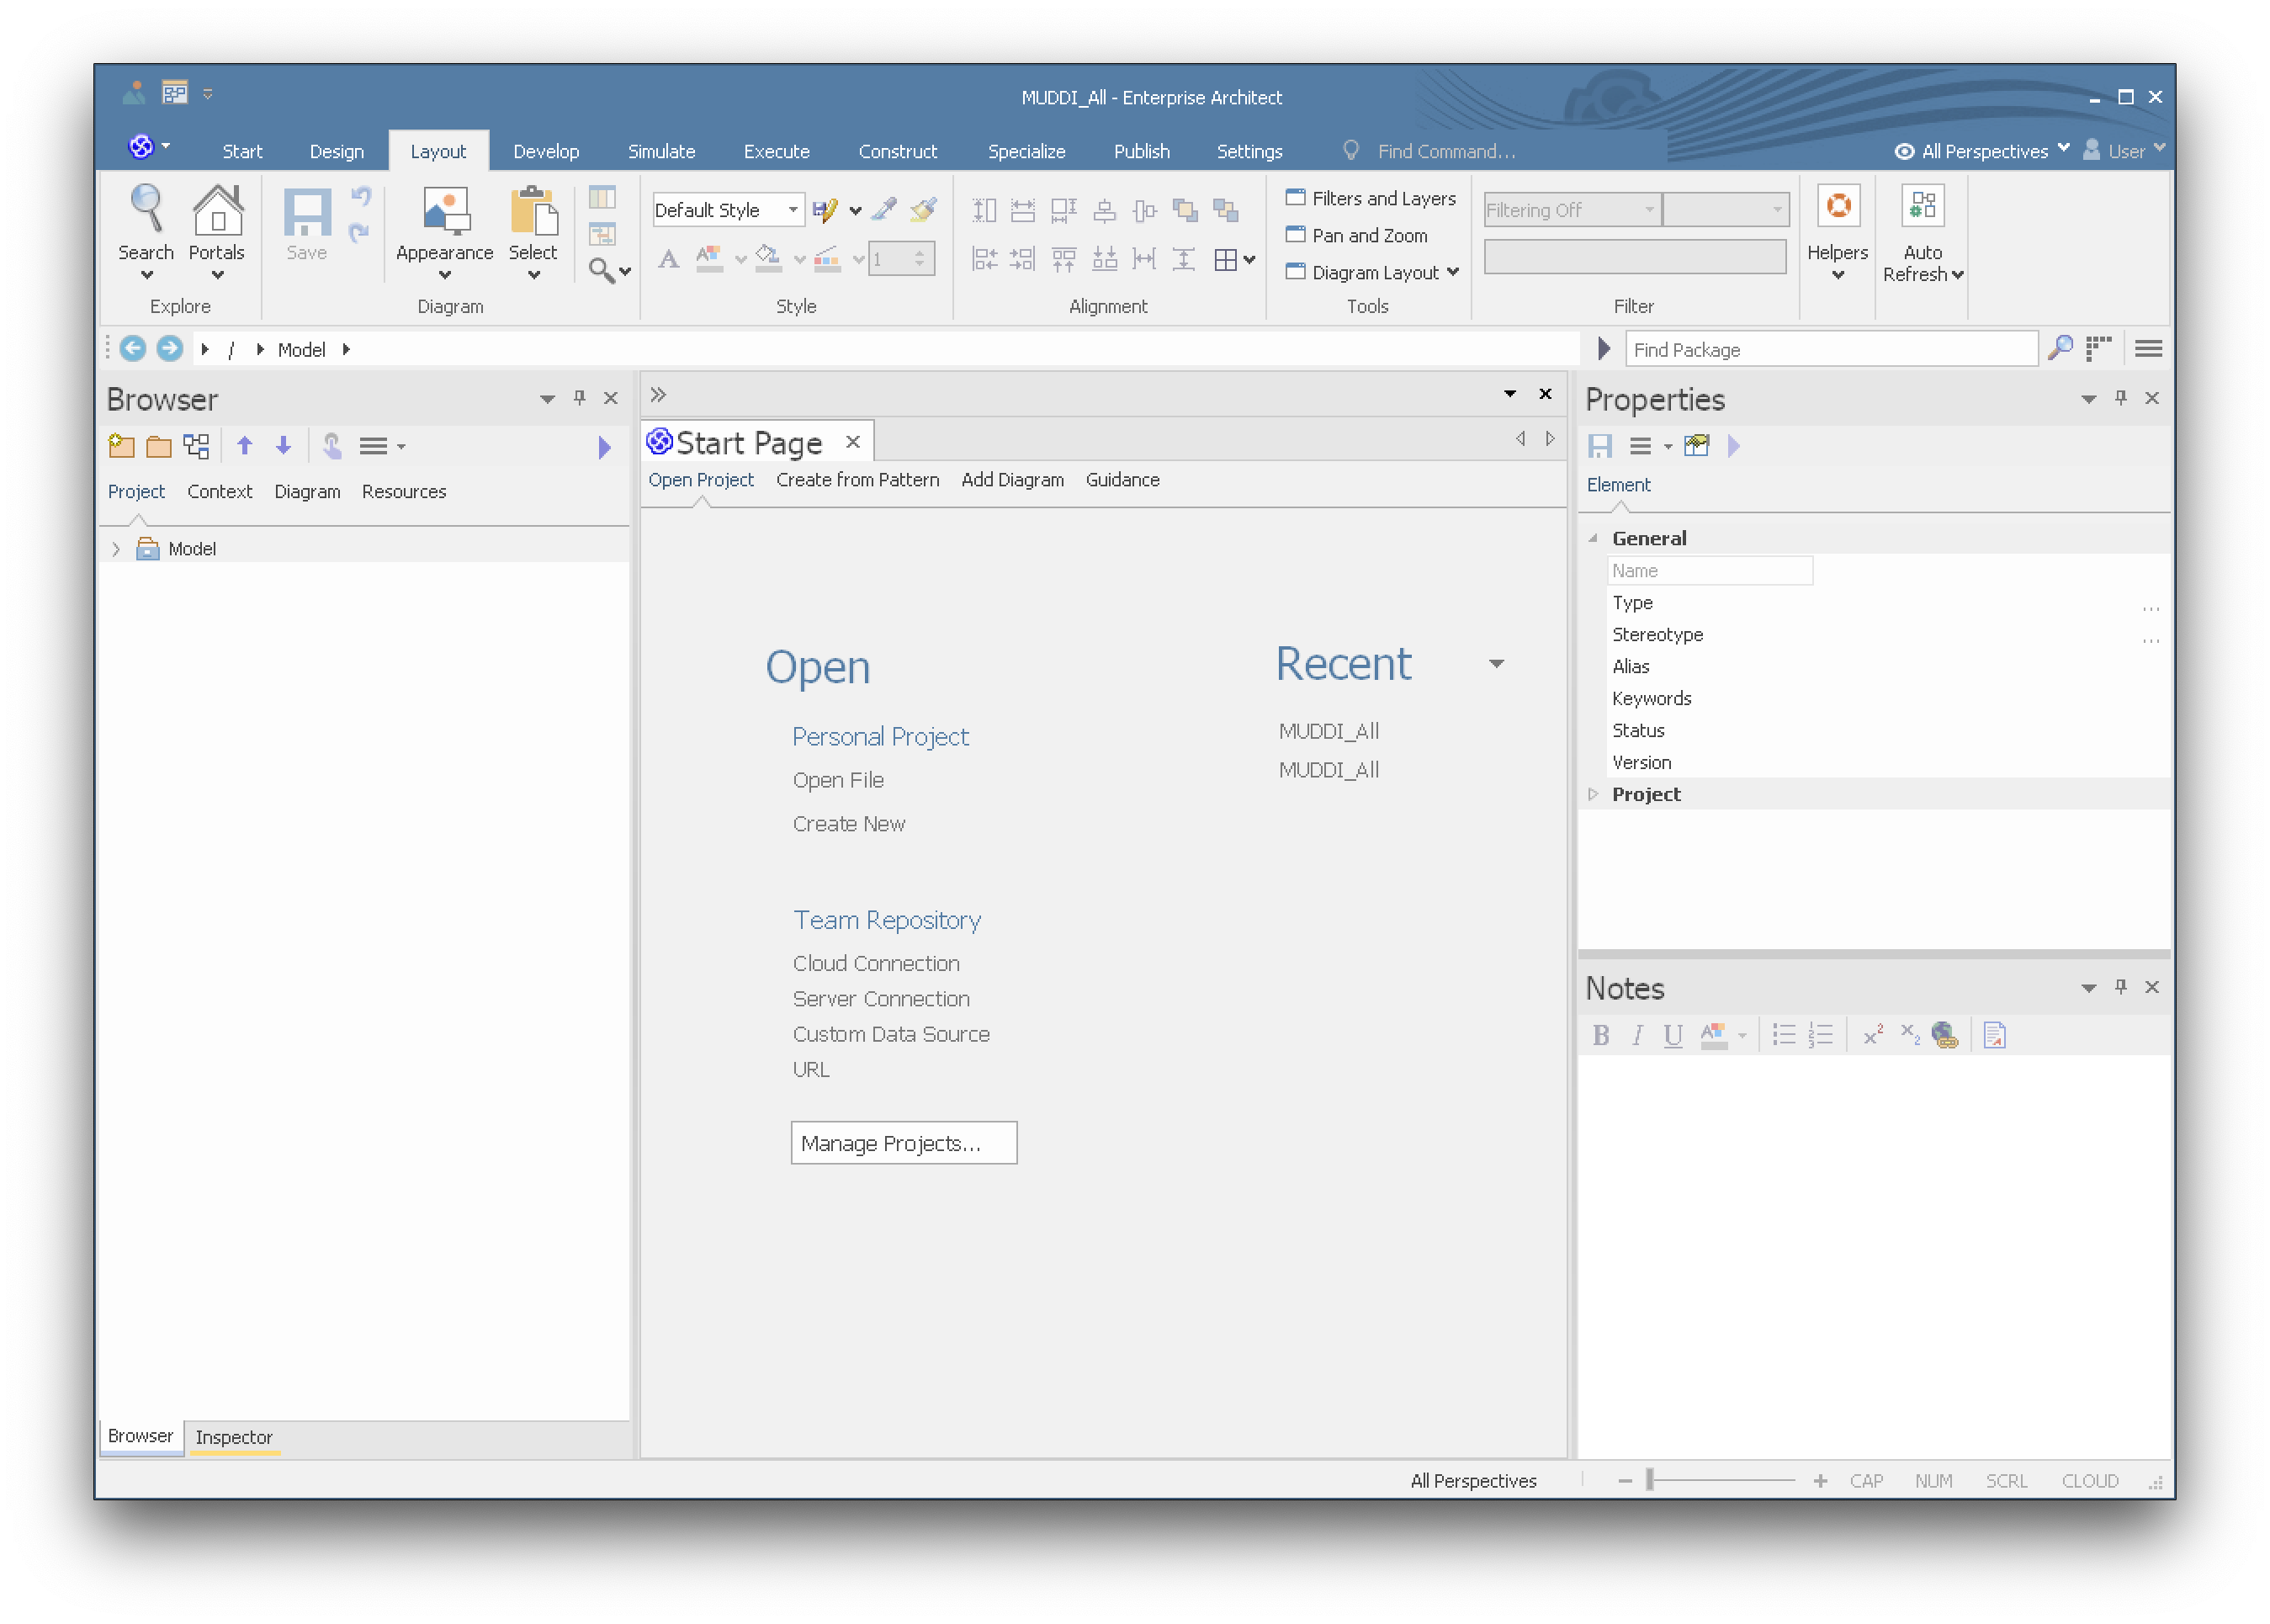 MUDDI_All - Enterprise Architect
Start Design Layout Develop Simulate Execute Construct Specialize Publish Settings Find Command... All Perspectives User
Search Portals
Explore
Save Appearance Select
Diagram
Default Style
1
Style
Alignment
Filters and Layers
Pan and Zoom
Diagram Layout
Tools
Filtering Off
Filter
Helpers
Auto
Refresh
/ Model
Find Package
Browser
Project Context Diagram Resources
Model
Browser Inspector
Start Page
Open Project Create from Pattern Add Diagram Guidance
Open
Personal Project
Open File
Create New
Team Repository
Cloud Connection
Server Connection
Custom Data Source
URL
Manage Projects...
Recent
MUDDI_All
MUDDI_All
Properties
Element
General
Name
Type ...
Stereotype ...
Alias
Keywords
Status
Version
Project
Notes
B I U A x² x₂
All Perspectives − + CAP NUM SCRL CLOUD